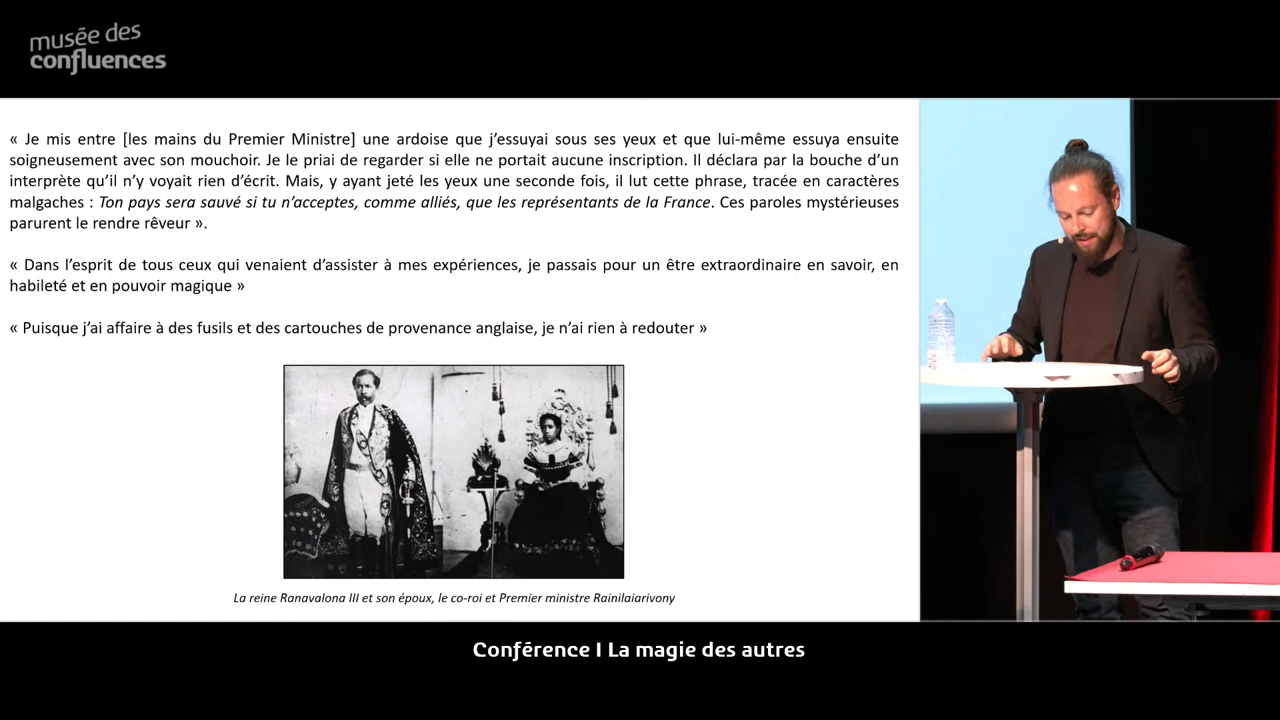 musée des
confluences
« Je mis entre [les mains du Premier Ministre] une ardoise que j’essuyai sous ses yeux et que lui-même essuya ensuite
soigneusement avec son mouchoir. Je le priai de regarder si elle ne portait aucune inscription. Il déclara par la bouche d’un
interprète qu’il n’y voyait rien d’écrit. Mais, y ayant jeté les yeux une seconde fois, il lut cette phrase, tracée en caractères
malgaches : Ton pays sera sauvé si tu n’acceptes, comme alliés, que les représentants de la France. Ces paroles mystérieuses
parurent le rendre rêveur ».
« Dans l’esprit de tous ceux qui venaient d’assister à mes expériences, je passais pour un être extraordinaire en savoir, en
habileté et en pouvoir magique »
« Puisque j’ai affaire à des fusils et des cartouches de provenance anglaise, je n’ai rien à redouter »
La reine Ranavalona III et son époux, le co-roi et Premier ministre Rainilaiarivony
Conférence I La magie des autres